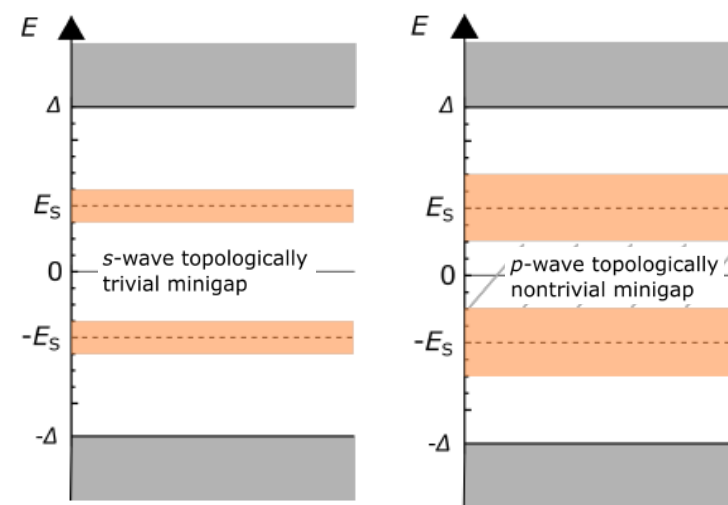 E
Δ
E_S
0
s-wave topologically
trivial minigap
-E_S
-Δ
E
Δ
E_S
0
p-wave topologically
nontrivial minigap
-E_S
-Δ